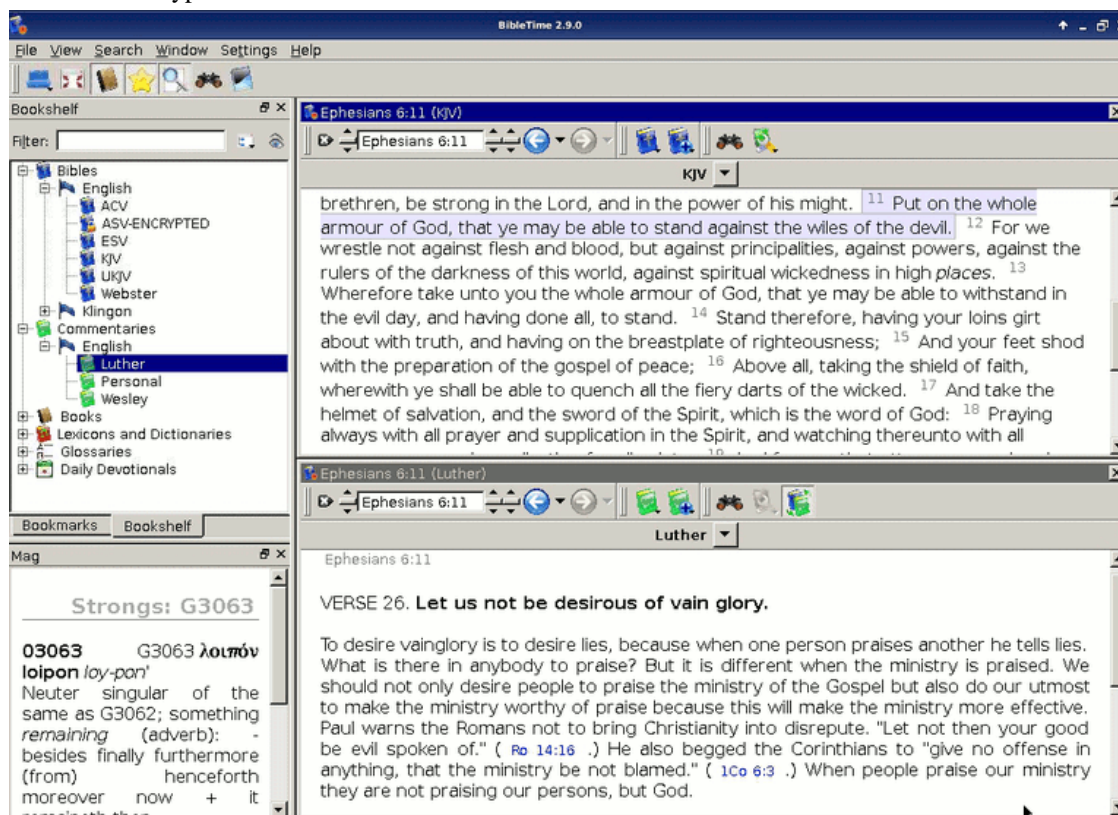 BibleTime 2.9.0
File View Search Window Settings Help
Bookshelf
Filter:
Bibles
English
ACV
ASV-ENCRYPTED
ESV
KJV
UKJV
Webster
Klingon
Commentaries
English
Luther
Personal
Wesley
Books
Lexicons and Dictionaries
Glossaries
Daily Devotionals
Bookmarks Bookshelf
Mag
Strongs: G3063
03063 G3063 λοιπόν
loipon loy-pon'
Neuter singular of the
same as G3062; something
remaining (adverb): -
besides finally furthermore
(from) henceforth
moreover now + it
Ephesians 6:11 (KJV)
Ephesians 6:11
KJV
brethren, be strong in the Lord, and in the power of his might. 11 Put on the whole
armour of God, that ye may be able to stand against the wiles of the devil. 12 For we
wrestle not against flesh and blood, but against principalities, against powers, against the
rulers of the darkness of this world, against spiritual wickedness in high places. 13
Wherefore take unto you the whole armour of God, that ye may be able to withstand in
the evil day, and having done all, to stand. 14 Stand therefore, having your loins girt
about with truth, and having on the breastplate of righteousness; 15 And your feet shod
with the preparation of the gospel of peace; 16 Above all, taking the shield of faith,
wherewith ye shall be able to quench all the fiery darts of the wicked. 17 And take the
helmet of salvation, and the sword of the Spirit, which is the word of God: 18 Praying
always with all prayer and supplication in the Spirit, and watching thereunto with all
Ephesians 6:11 (Luther)
Ephesians 6:11
Luther
Ephesians 6:11
VERSE 26. Let us not be desirous of vain glory.
To desire vainglory is to desire lies, because when one person praises another he tells lies.
What is there in anybody to praise? But it is different when the ministry is praised. We
should not only desire people to praise the ministry of the Gospel but also do our utmost
to make the ministry worthy of praise because this will make the ministry more effective.
Paul warns the Romans not to bring Christianity into disrepute. "Let not then your good
be evil spoken of." ( Ro 14:16 .) He also begged the Corinthians to "give no offense in
anything, that the ministry be not blamed." ( 1Co 6:3 .) When people praise our ministry
they are not praising our persons, but God.